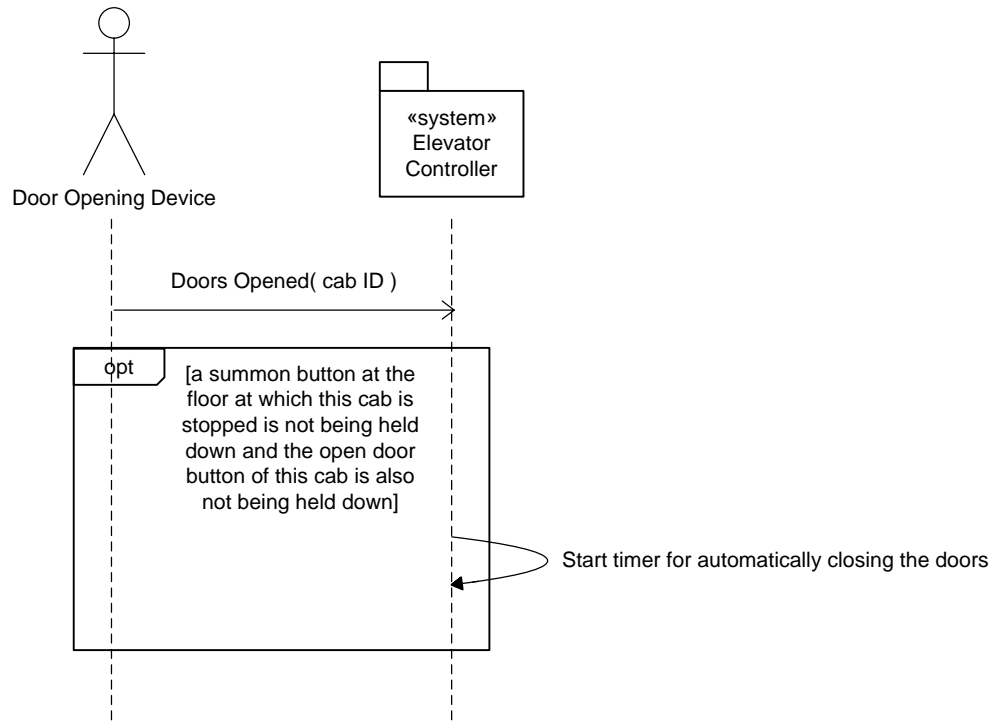 «system»
Elevator
Controller
Door Opening Device
Doors Opened( cab ID )
opt
[a summon button at the
floor at which this cab is
stopped is not being held
down and the open door
button of this cab is also
not being held down]
Start timer for automatically closing the doors